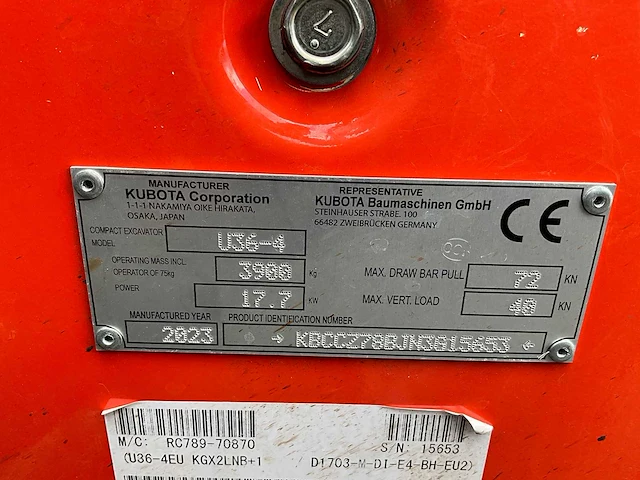 MANUFACTURER
KUBOTA Corporation
1-1-1-NAKAMIYA OIKE HIRAKATA,
OSAKA, JAPAN
REPRESENTATIVE
KUBOTA Baumaschinen GmbH
STEINHAUSER STRABE. 100
66482 ZWEIBRÜCKEN GERMANY
CE
COMPACT EXCAVATOR
MODEL U36-4
OPERATING MASS INCL.
OPERATOR OF 75kg 3900 Kg
MAX. DRAW BAR PULL 72 KN
POWER 17.7 KW
MAX. VERT. LOAD 40 KN
MANUFACTURED YEAR 2023
PRODUCT IDENTIFICATION NUMBER
→ KBCCZ78BJN3B15653 ←
M/C: RC789-70870 S/N: 15653
(U36-4EU KGX2LNB+1 D1703-M-DI-E4-BH-EU2)